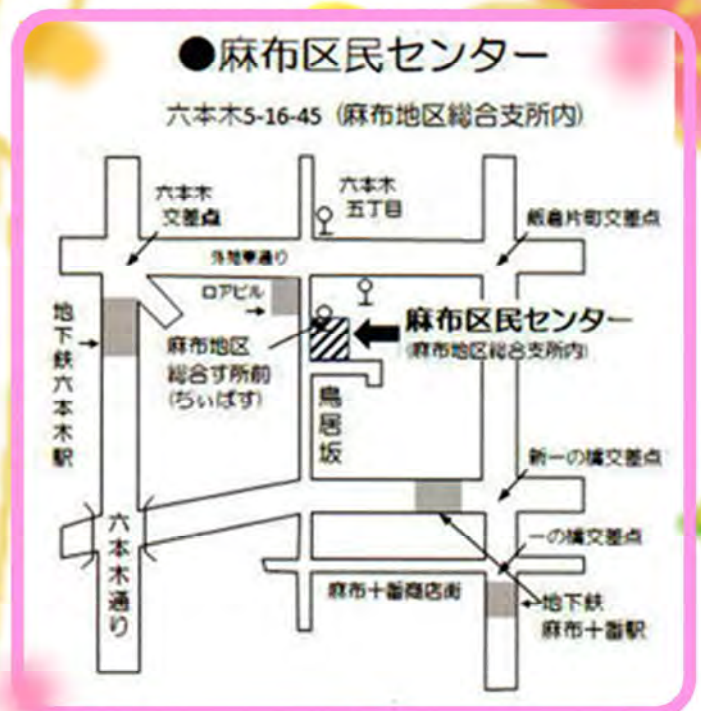 ●麻布区民センター
六本木5-16-45 (麻布地区総合支所内)
六本木
交差点
六本木
五丁目
飯倉片町交差点
外苑東通り
ロアビル
地下鉄六本木駅
麻布地区
総合す所前
(ちぃばす)
麻布区民センター
(麻布地区総合支所内)
鳥居坂
新一の橋交差点
六本木通り
一の橋交差点
麻布十番商店街
地下鉄
麻布十番駅